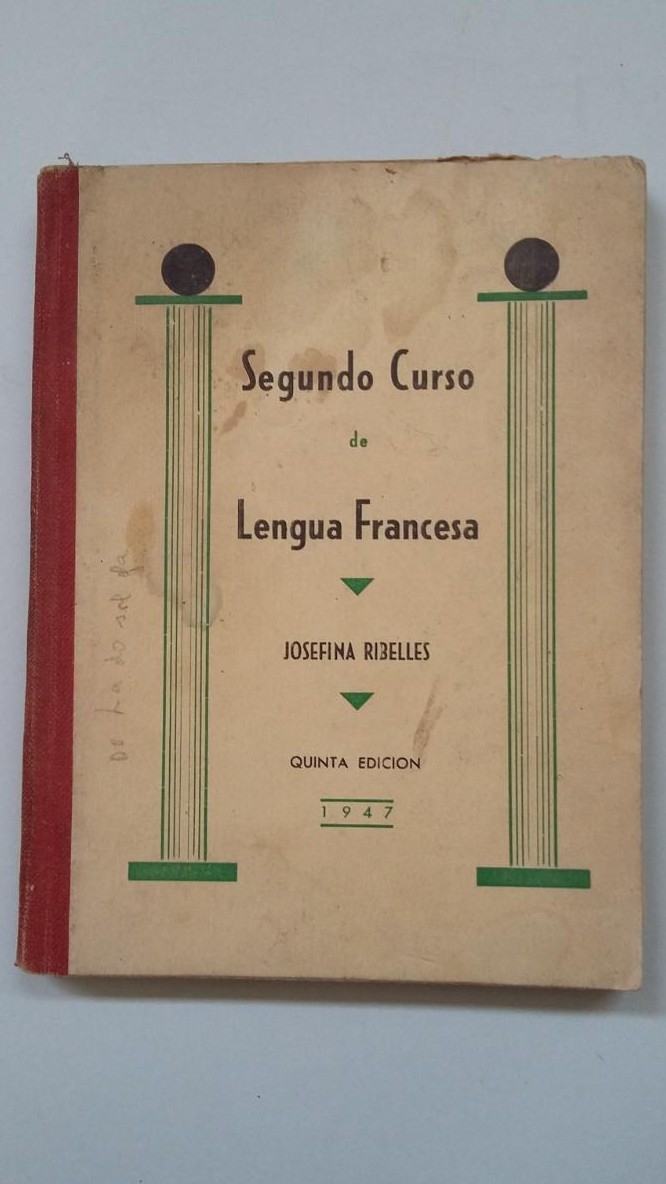 Segundo Curso
de
Lengua Francesa
JOSEFINA RIBELLES
QUINTA EDICION
1947